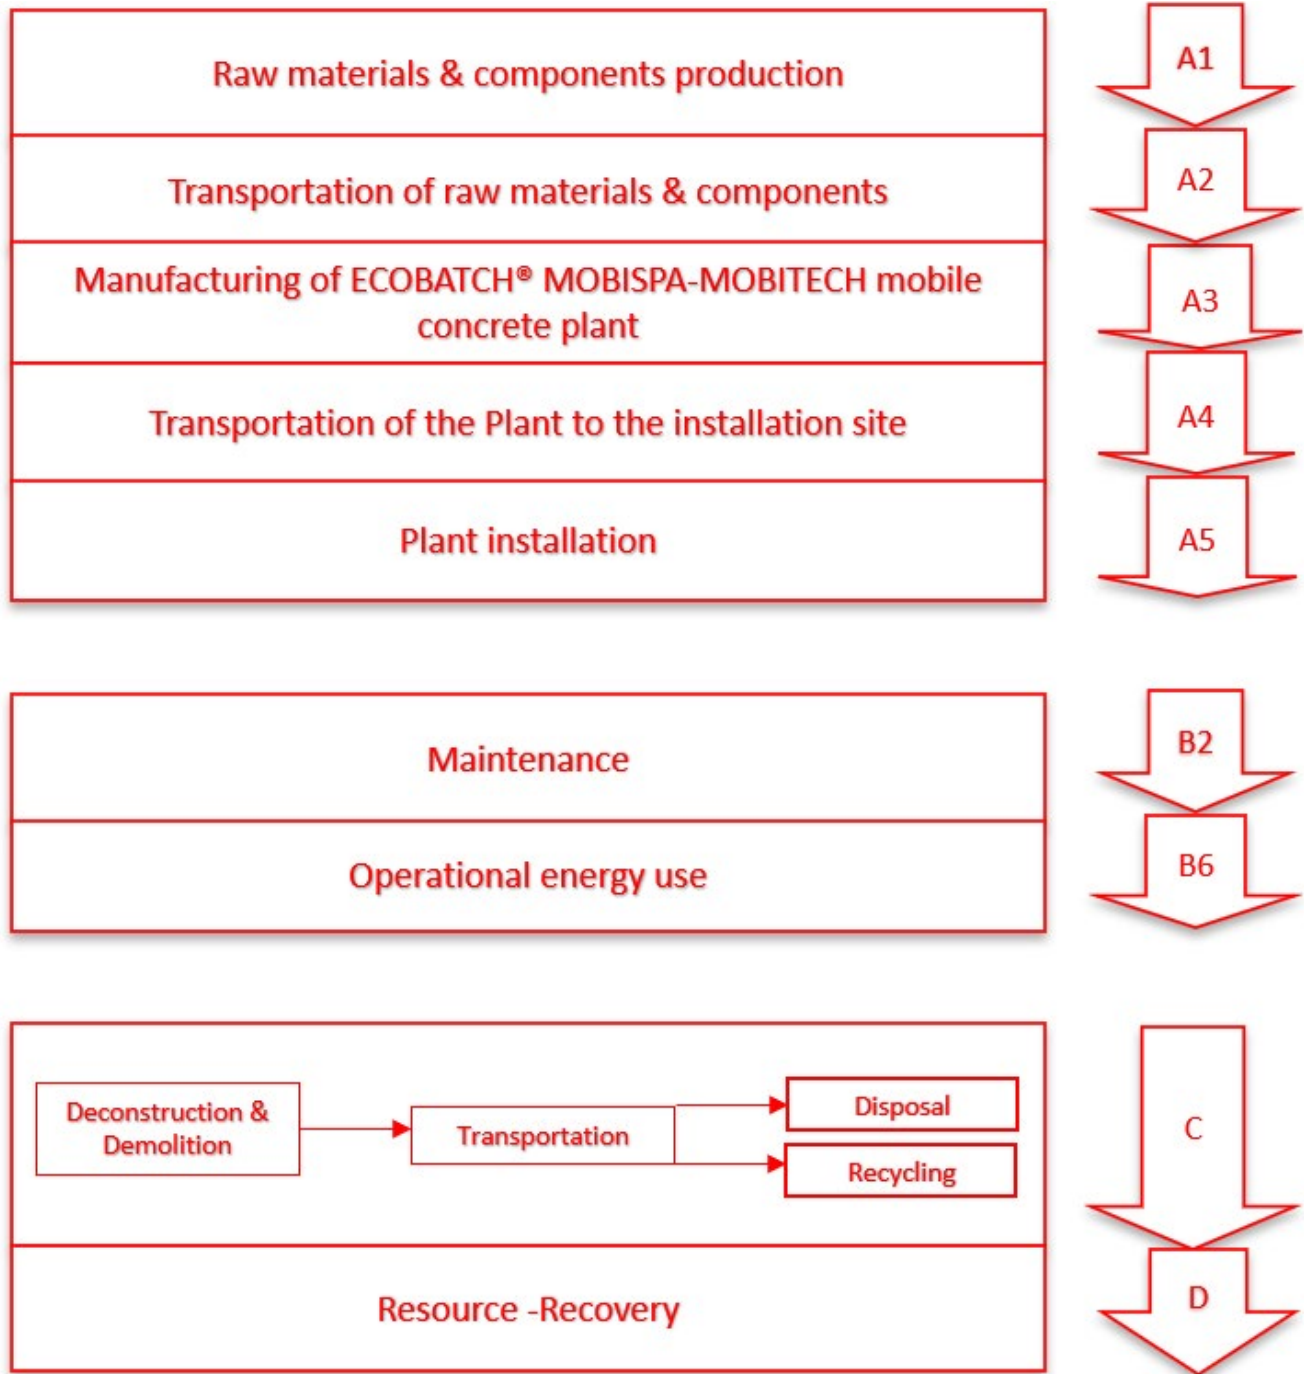 Raw materials & components production
A1
Transportation of raw materials & components
A2
Manufacturing of ECOBATCH® MOBISPA-MOBITECH mobile
concrete plant
A3
Transportation of the Plant to the installation site
A4
Plant installation
A5
Maintenance
B2
Operational energy use
B6
Deconstruction &
Demolition
Transportation
Disposal
Recycling
C
Resource -Recovery
D